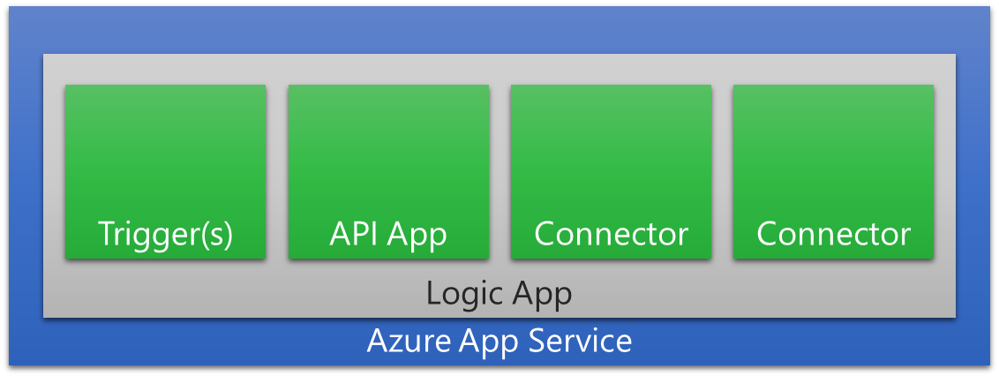 Trigger(s)
API App
Connector
Connector
Logic App
Azure App Service